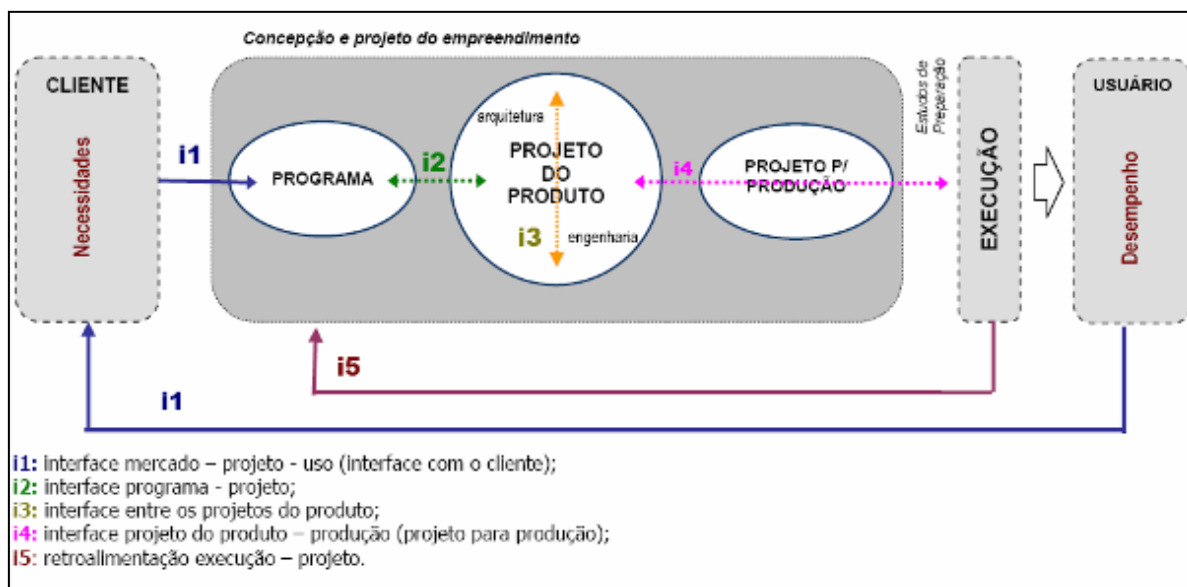 Concepção e projeto do empreendimento
CLIENTE
Necessidades
i1
PROGRAMA
i2
arquitetura
PROJETO
DO
PRODUTO
i3
engenharia
i4
PROJETO P/
PRODUÇÃO
Estudos de
Preparação
EXECUÇÃO
USUÁRIO
Desempenho
i5
i1
i1: interface mercado – projeto - uso (interface com o cliente);
i2: interface programa - projeto;
i3: interface entre os projetos do produto;
i4: interface projeto do produto – produção (projeto para produção);
i5: retroalimentação execução – projeto.